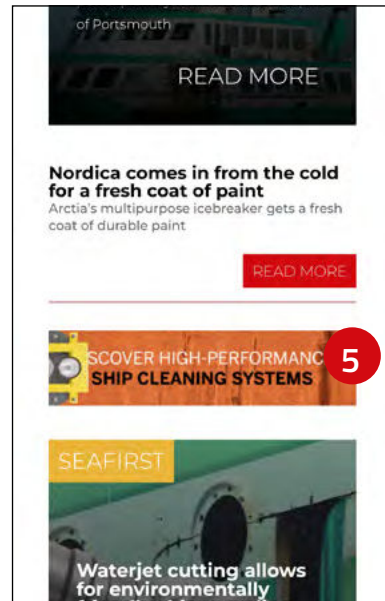 of Portsmouth
READ MORE
Nordica comes in from the cold
for a fresh coat of paint
Arctia's multipurpose icebreaker gets a fresh
coat of durable paint
READ MORE
SCOVER HIGH-PERFORMANC
5
SHIP CLEANING SYSTEMS
SEAFIRST
Waterjet cutting allows
for environmentally